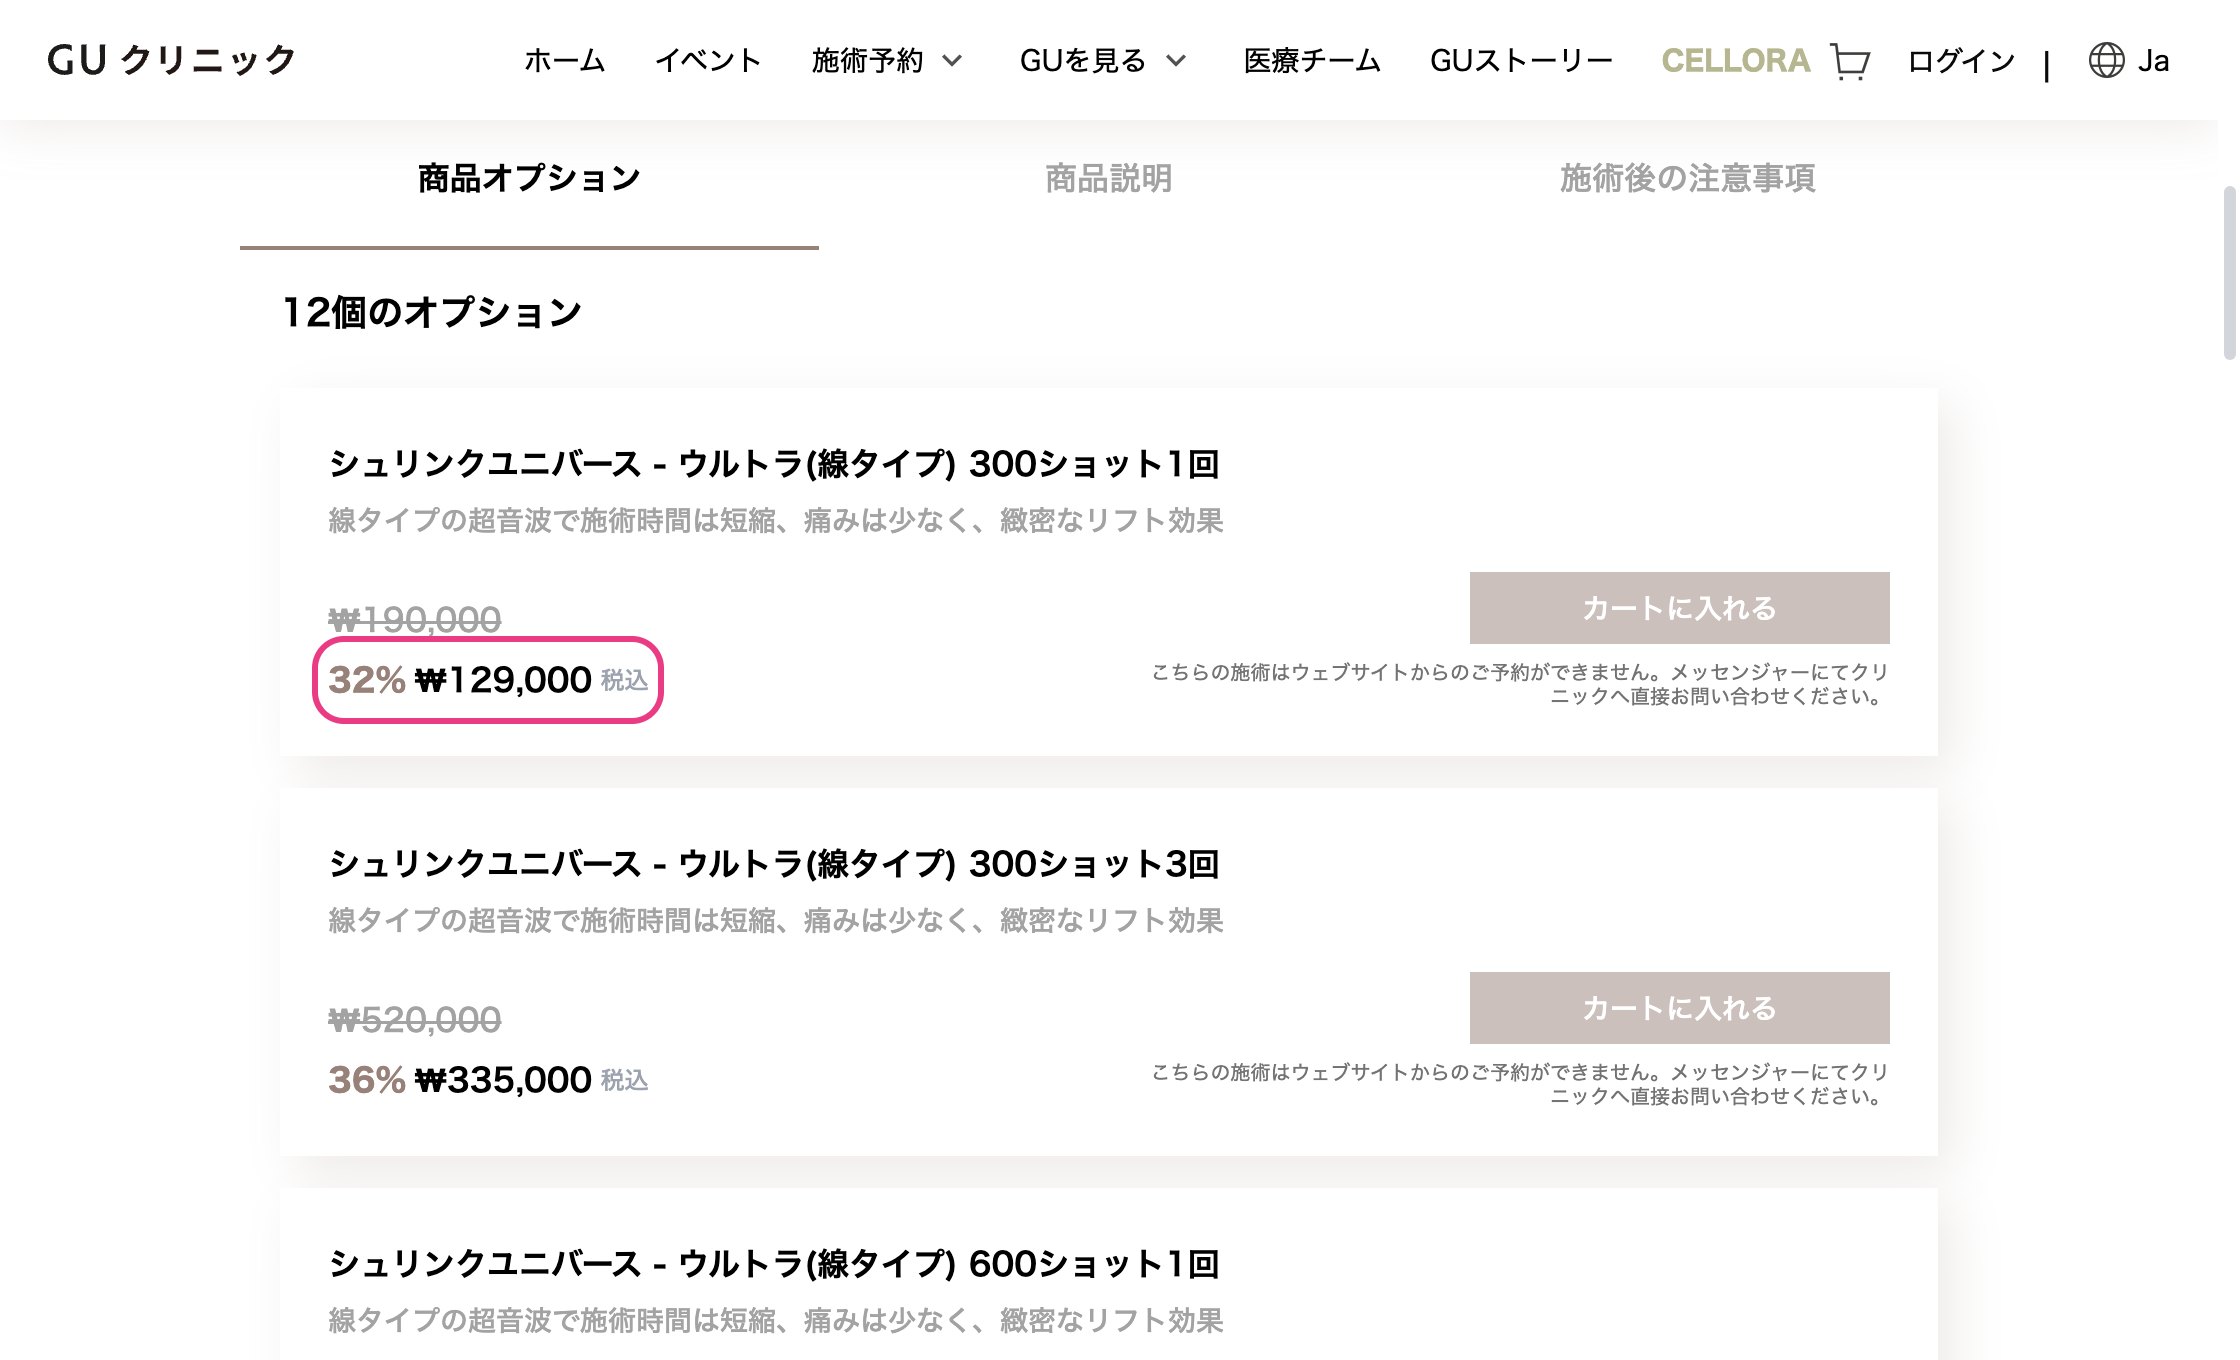 GU クリニック
ホーム イベント 施術予約 GUを見る 医療チーム GUストーリー CELLORA ログイン | Ja
商品オプション 商品説明 施術後の注意事項
12個のオプション
シュリンクユニバース - ウルトラ(線タイプ) 300ショット1回
線タイプの超音波で施術時間は短縮、痛みは少なく、緻密なリフト効果
₩190,000
32% ₩129,000 税込
カートに入れる
こちらの施術はウェブサイトからのご予約ができません。メッセンジャーにてクリ
ニックへ直接お問い合わせください。
シュリンクユニバース - ウルトラ(線タイプ) 300ショット3回
線タイプの超音波で施術時間は短縮、痛みは少なく、緻密なリフト効果
₩520,000
36% ₩335,000 税込
カートに入れる
こちらの施術はウェブサイトからのご予約ができません。メッセンジャーにてクリ
ニックへ直接お問い合わせください。
シュリンクユニバース - ウルトラ(線タイプ) 600ショット1回
線タイプの超音波で施術時間は短縮、痛みは少なく、緻密なリフト効果